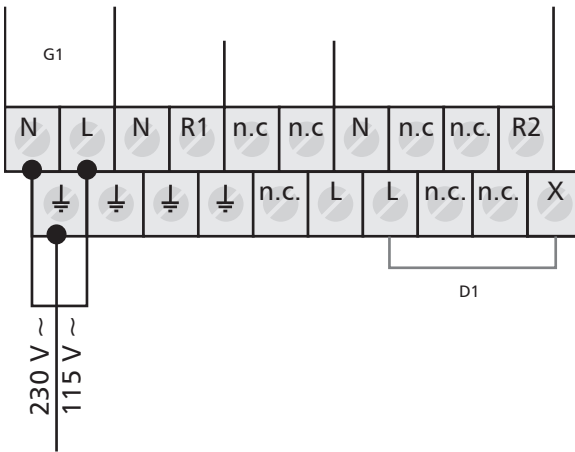 G1
N L N R1 n.c n.c N n.c n.c. R2
n.c. L L n.c. n.c. X
D1
230 V ~
115 V ~